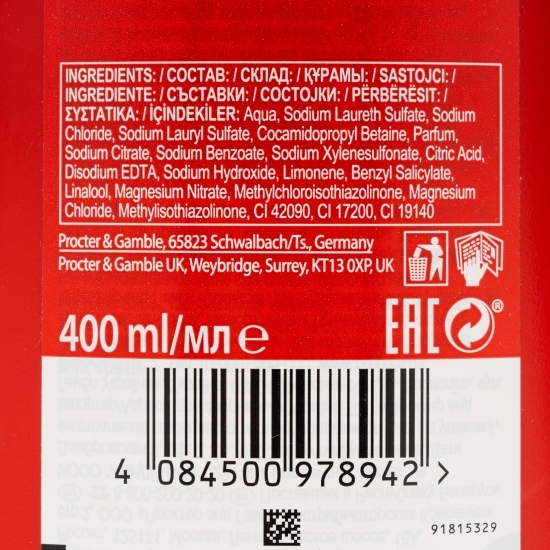 INGREDIENTS: / СОСТАВ: / СКЛАД: / ҚҰРАМЫ: / SASTOJCI: /
INGREDIENTE: / СЪСТАВКИ: / СОСТОЈКИ: / PËRBËRËSIT: /
ΣΥΣΤΑΤΙΚΑ: / İÇİNDEKİLER: Aqua, Sodium Laureth Sulfate, Sodium
Chloride, Sodium Lauryl Sulfate, Cocamidopropyl Betaine, Parfum,
Sodium Citrate, Sodium Benzoate, Sodium Xylenesulfonate, Citric Acid,
Disodium EDTA, Sodium Hydroxide, Limonene, Benzyl Salicylate,
Linalool, Magnesium Nitrate, Methylchloroisothiazolinone, Magnesium
Chloride, Methylisothiazolinone, CI 42090, CI 17200, CI 19140
Procter & Gamble, 65823 Schwalbach/Ts., Germany
Procter & Gamble UK, Weybridge, Surrey, KT13 0XP, UK
400 ml/мл e
EAC ®
4 084500 978942 >
91815329